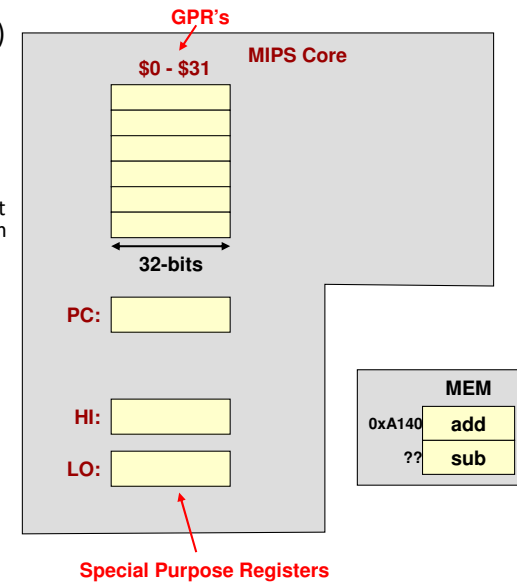 GPR's
)
MIPS Core
$0 - $31
t
n
32-bits
PC:
HI:
LO:
MEM
0xA140 add
?? sub
Special Purpose Registers